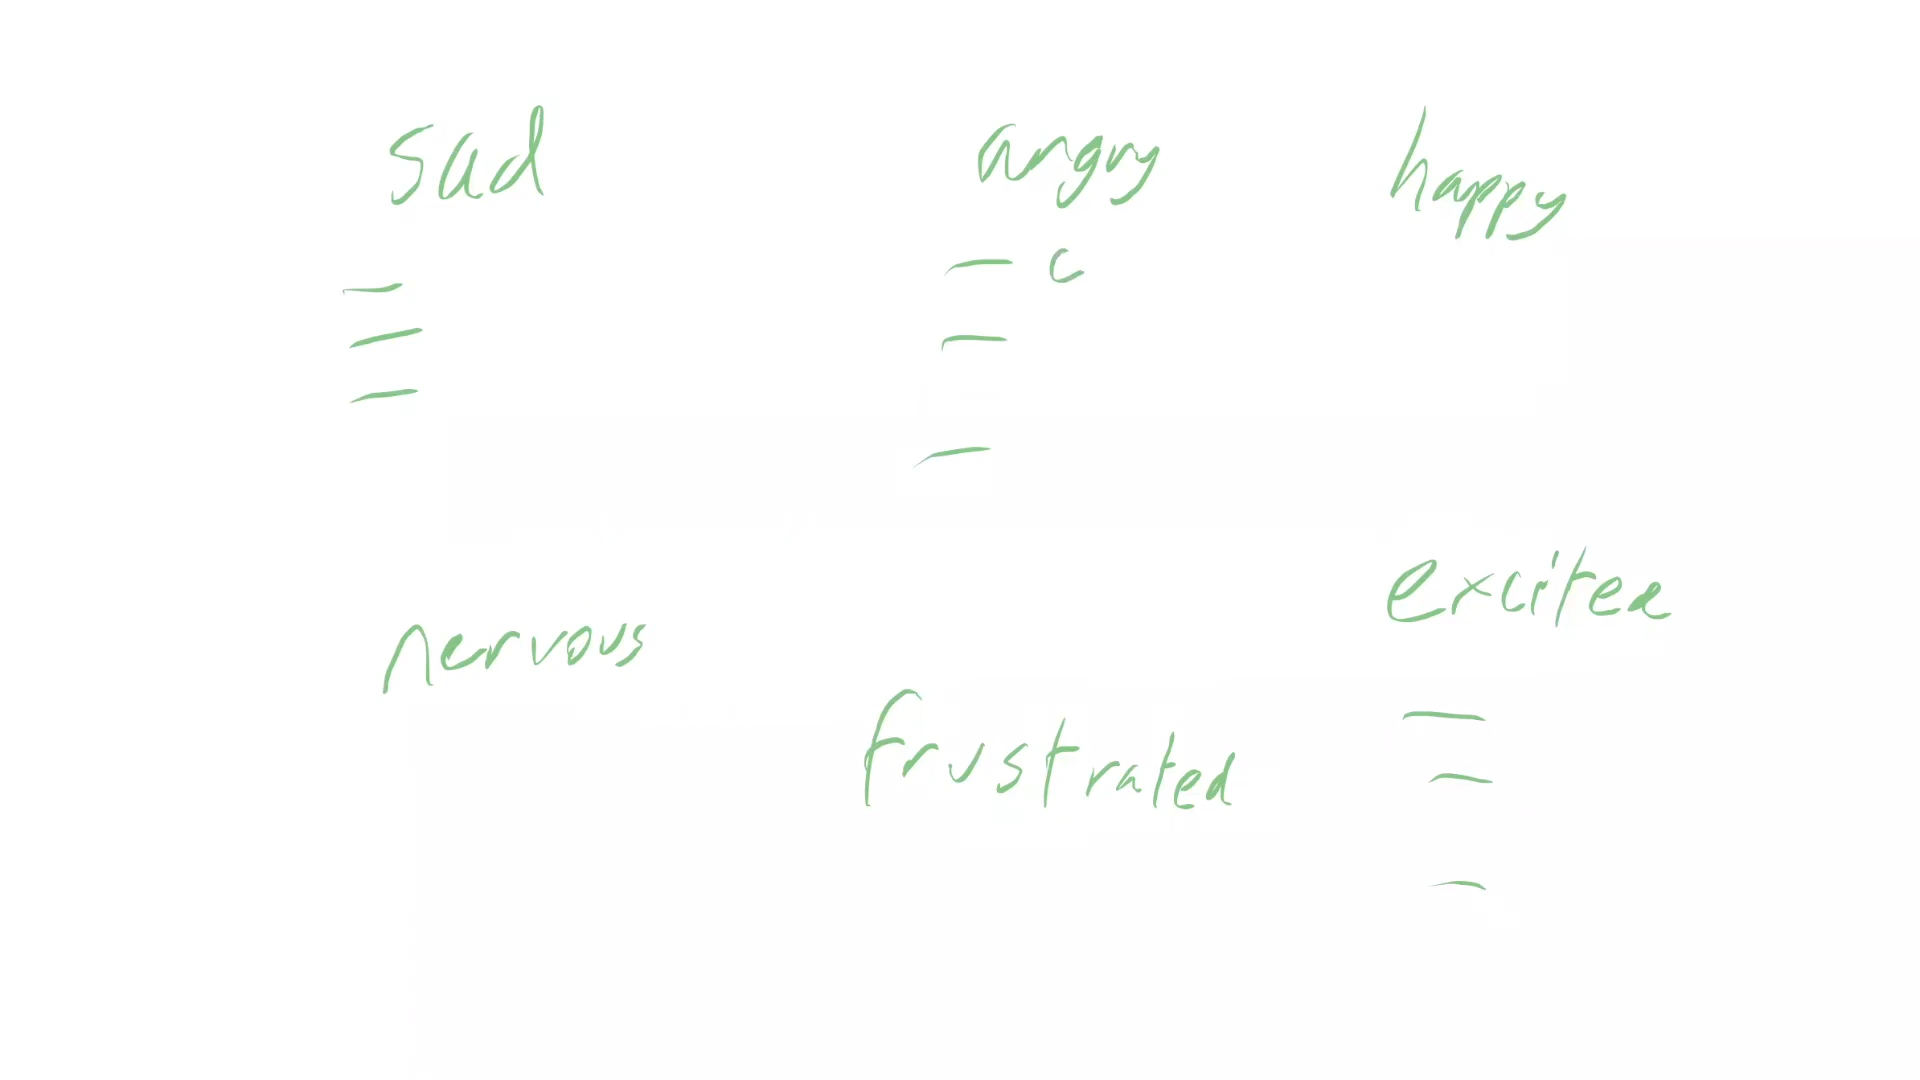 sad
angry
happy
- c
-
-
-
-
-
nervous
excited
frustrated
-
-
-